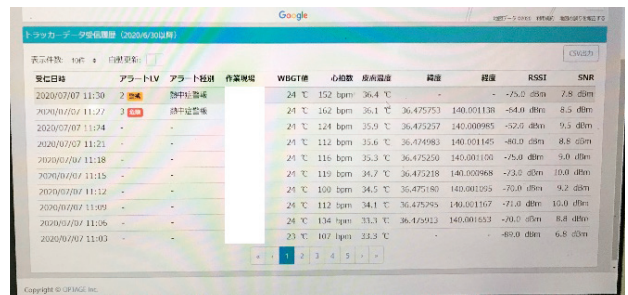 Google
トラッカーデータ受信履歴 (2020/6/30以降)
表示件数: 10件 自動更新:
CSV出力
受信日時 アラートLV アラート種別 作業現場 WBGT値 心拍数 皮膚温度 緯度 経度 RSSI SNR
2020/07/07 11:30 2 警戒 熱中症警報 24 ℃ 152 bpm 36.4 ℃ - - -75.0 dBm 7.8 dBm
2020/07/07 11:27 3 危険 熱中症警報 24 ℃ 162 bpm 36.1 ℃ 36.475753 140.001138 -64.0 dBm 8.5 dBm
2020/07/07 11:24 - - 24 ℃ 124 bpm 35.9 ℃ 36.475257 140.000985 -62.0 dBm 9.5 dBm
2020/07/07 11:21 - - 24 ℃ 112 bpm 35.6 ℃ 36.474983 140.001145 -80.0 dBm 8.8 dBm
2020/07/07 11:18 - - 24 ℃ 116 bpm 35.3 ℃ 36.475250 140.001100 -75.0 dBm 9.0 dBm
2020/07/07 11:15 - - 24 ℃ 119 bpm 34.7 ℃ 36.475218 140.000968 -73.0 dBm 10.0 dBm
2020/07/07 11:12 - - 24 ℃ 100 bpm 34.5 ℃ 36.475180 140.001095 -70.0 dBm 9.2 dBm
2020/07/07 11:09 - - 24 ℃ 112 bpm 34.1 ℃ 36.475295 140.001167 -71.0 dBm 10.0 dBm
2020/07/07 11:06 - - 24 ℃ 134 bpm 33.3 ℃ 36.475913 140.001653 -70.0 dBm 8.8 dBm
2020/07/07 11:03 - - 23 ℃ 107 bpm 33.3 ℃ - - -89.0 dBm 6.8 dBm
« ‹ 1 2 3 4 5 › »
Copyright © OPTAGE Inc.